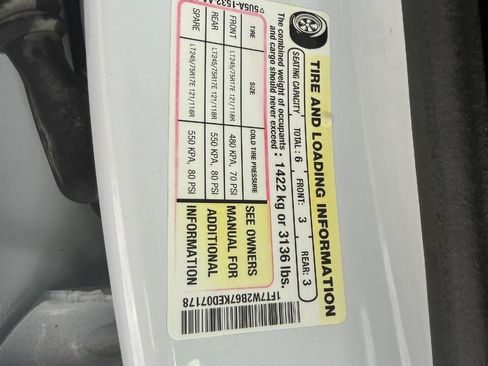 TIRE AND LOADING INFORMATION
SEATING CAPACITY TOTAL: 6 FRONT: 3 REAR: 3
The combined weight of occupants and cargo should never exceed : 1422 kg or 3136 lbs.
TIRE SIZE COLD TIRE PRESSURE
FRONT LT245/75R17E 121/118R 480 KPA, 70 PSI
REAR LT245/75R17E 121/118R 550 KPA, 80 PSI
SPARE LT245/75R17E 121/118R 550 KPA, 80 PSI
SEE OWNERS
MANUAL FOR
ADDITIONAL
INFORMATION
1FT7W2B67KED07178